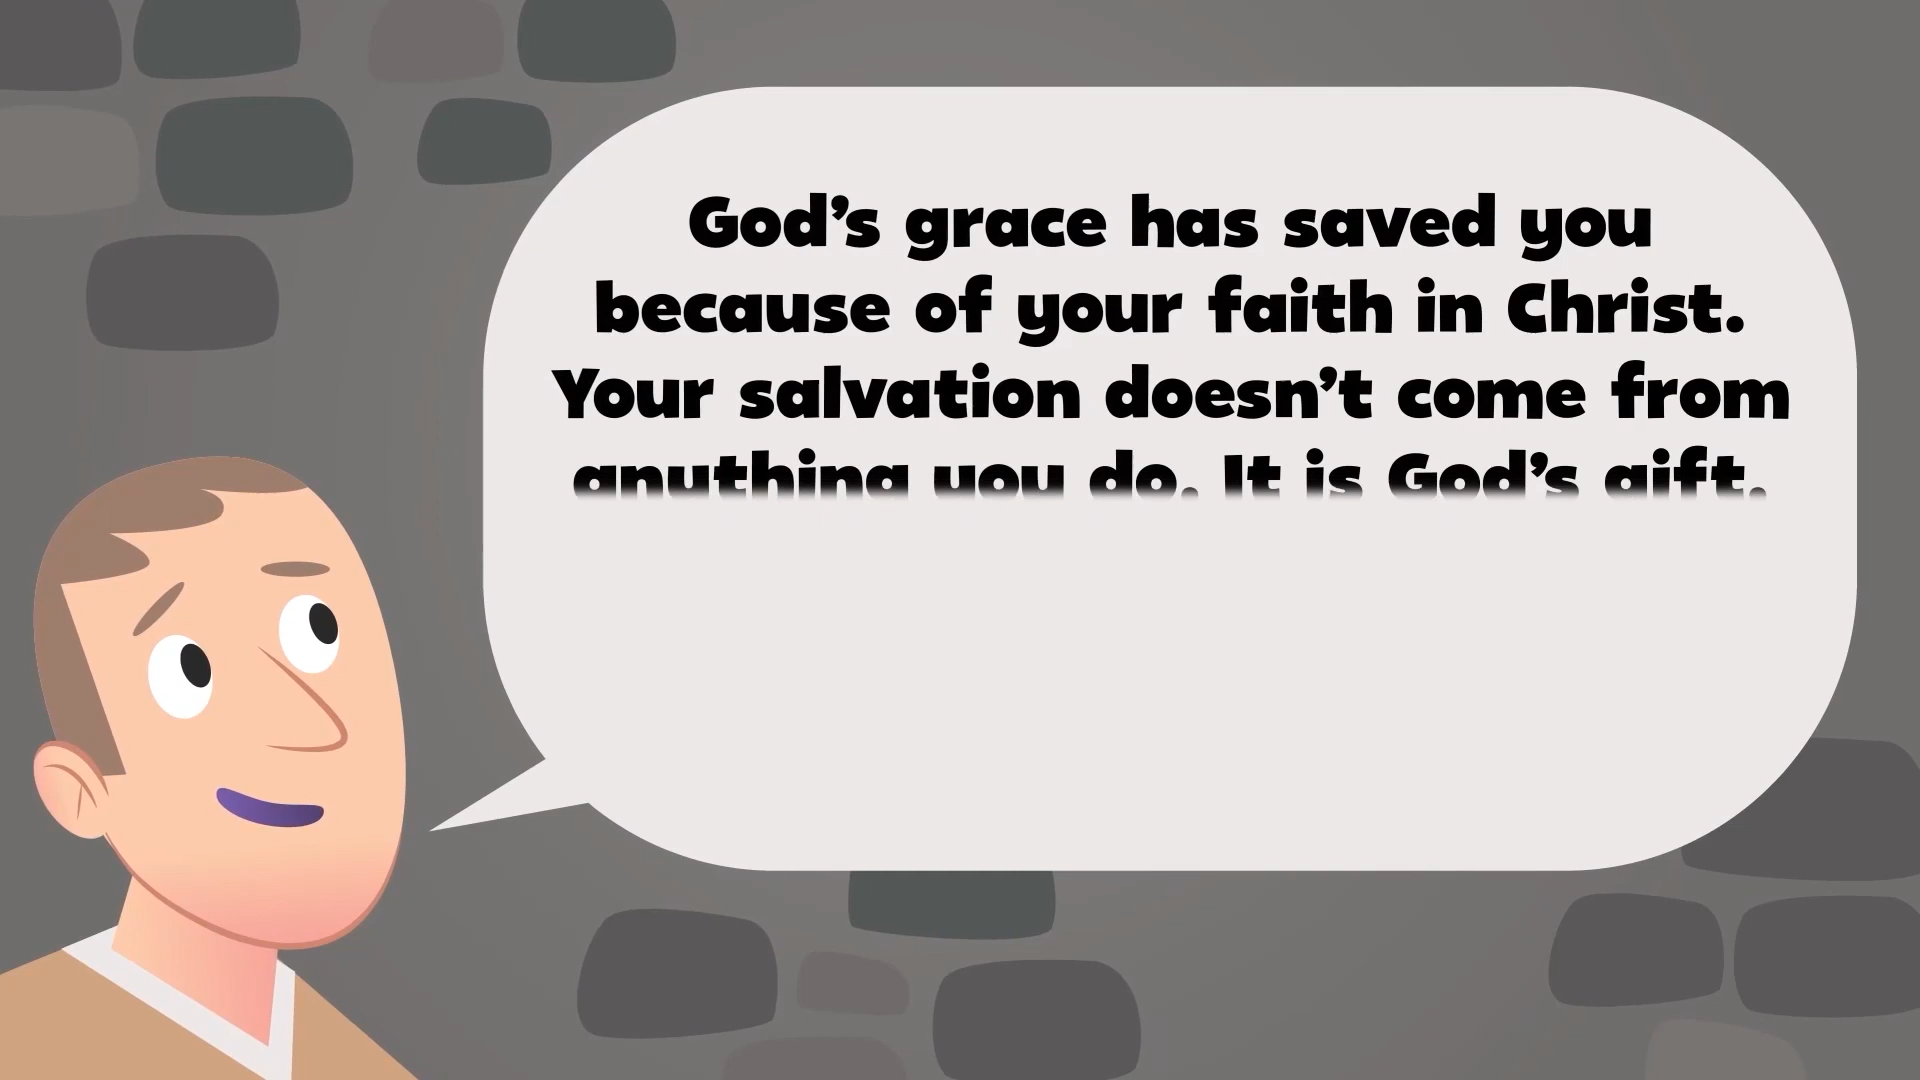 God’s grace has saved you
because of your faith in Christ.
Your salvation doesn’t come from
anything you do. It is God’s gift.